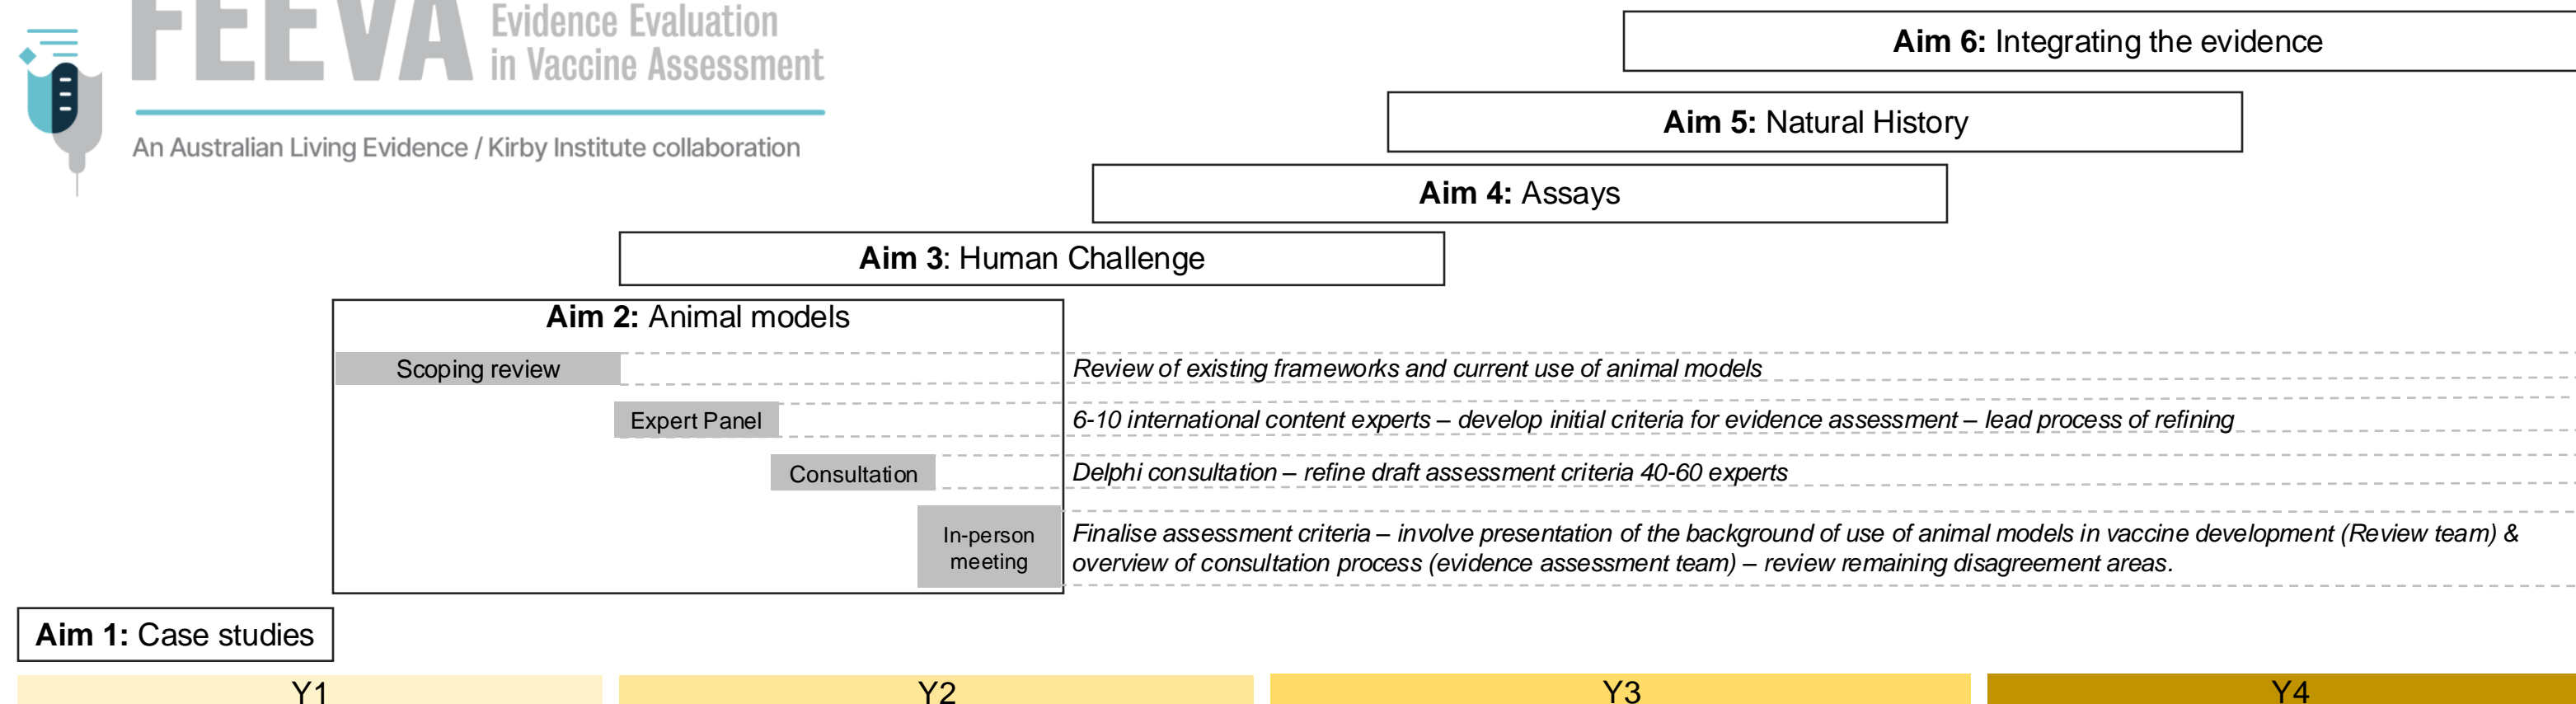 FEEVA
Evidence Evaluation
in Vaccine Assessment
An Australian Living Evidence / Kirby Institute collaboration
Aim 6: Integrating the evidence
Aim 5: Natural History
Aim 4: Assays
Aim 3: Human Challenge
Aim 2: Animal models
Scoping review
Review of existing frameworks and current use of animal models
Expert Panel
6-10 international content experts – develop initial criteria for evidence assessment – lead process of refining
Consultation
Delphi consultation – refine draft assessment criteria 40-60 experts
In-person
meeting
Finalise assessment criteria – involve presentation of the background of use of animal models in vaccine development (Review team) &
overview of consultation process (evidence assessment team) – review remaining disagreement areas.
Aim 1: Case studies
Y1
Y2
Y3
Y4